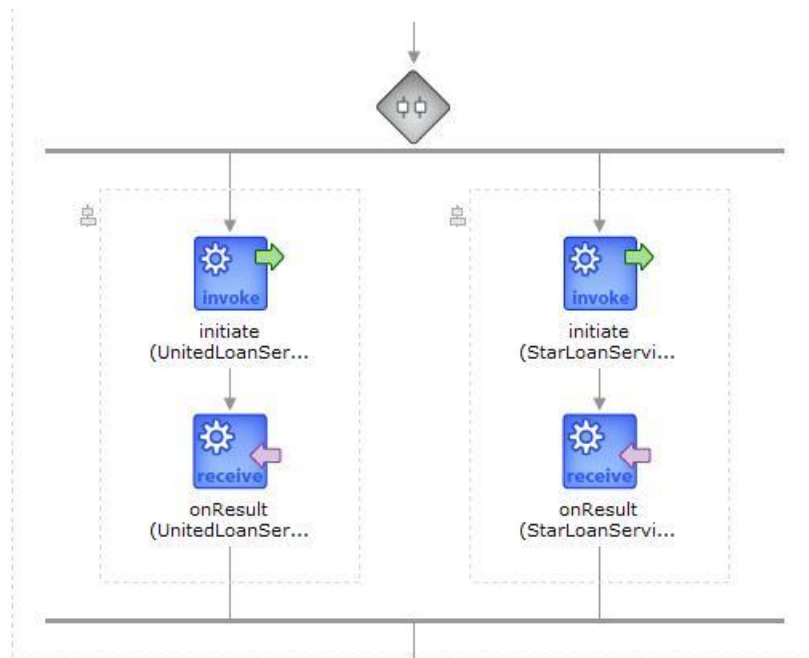 invoke
initiate
(UnitedLoanSer...
receive
onResult
(UnitedLoanSer...
invoke
initiate
(StarLoanServi...
receive
onResult
(StarLoanServi...